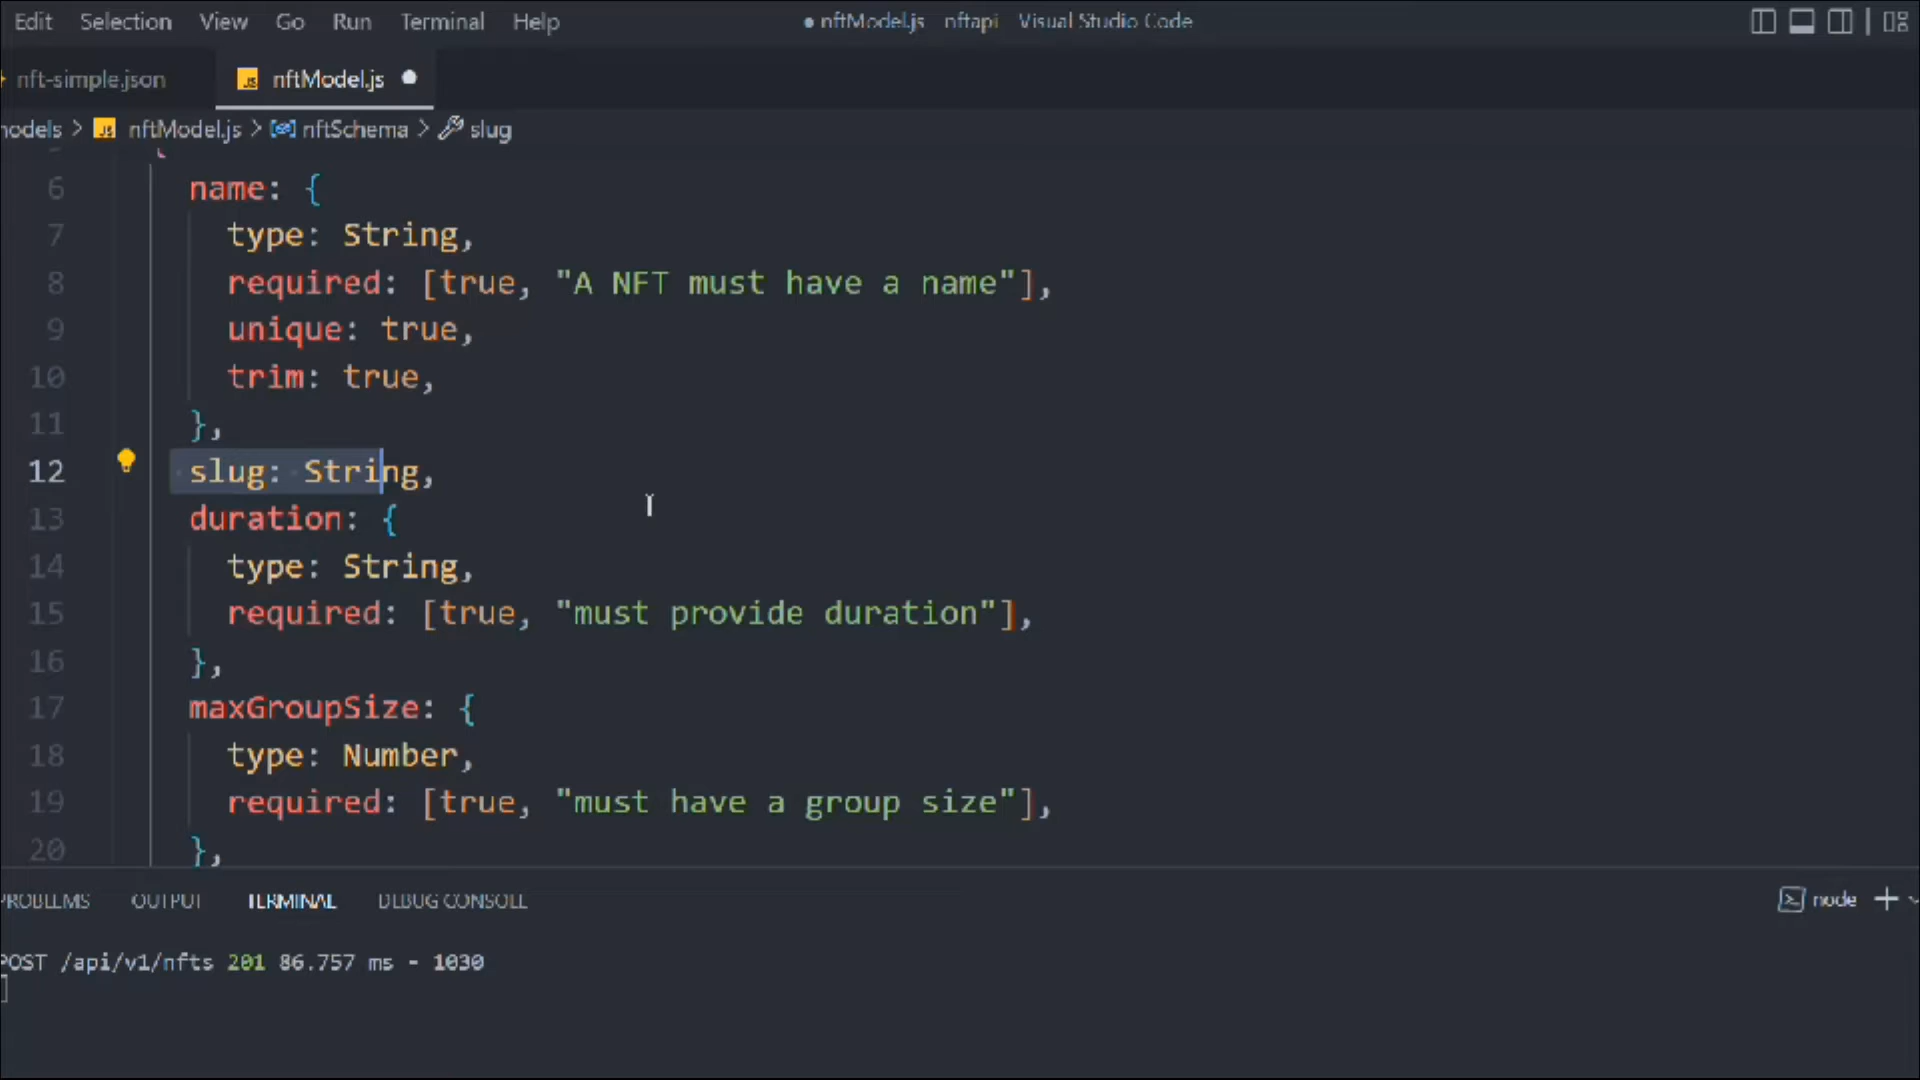 Edit Selection View Go Run Terminal Help ● nftModel.js nftapi Visual Studio Code
nft-simple.json JS nftModel.js ●
JS nftModel.js > nftSchema > slug
6 name: {
7 type: String,
8 required: [true, "A NFT must have a name"],
9 unique: true,
10 trim: true,
11 },
12 slug: String,
13 duration: {
14 type: String,
15 required: [true, "must provide duration"],
16 },
17 maxGroupSize: {
18 type: Number,
19 required: [true, "must have a group size"],
20 },
PROBLEMS OUTPUT TERMINAL DEBUG CONSOLE node
POST /api/v1/nfts 201 86.757 ms - 1030